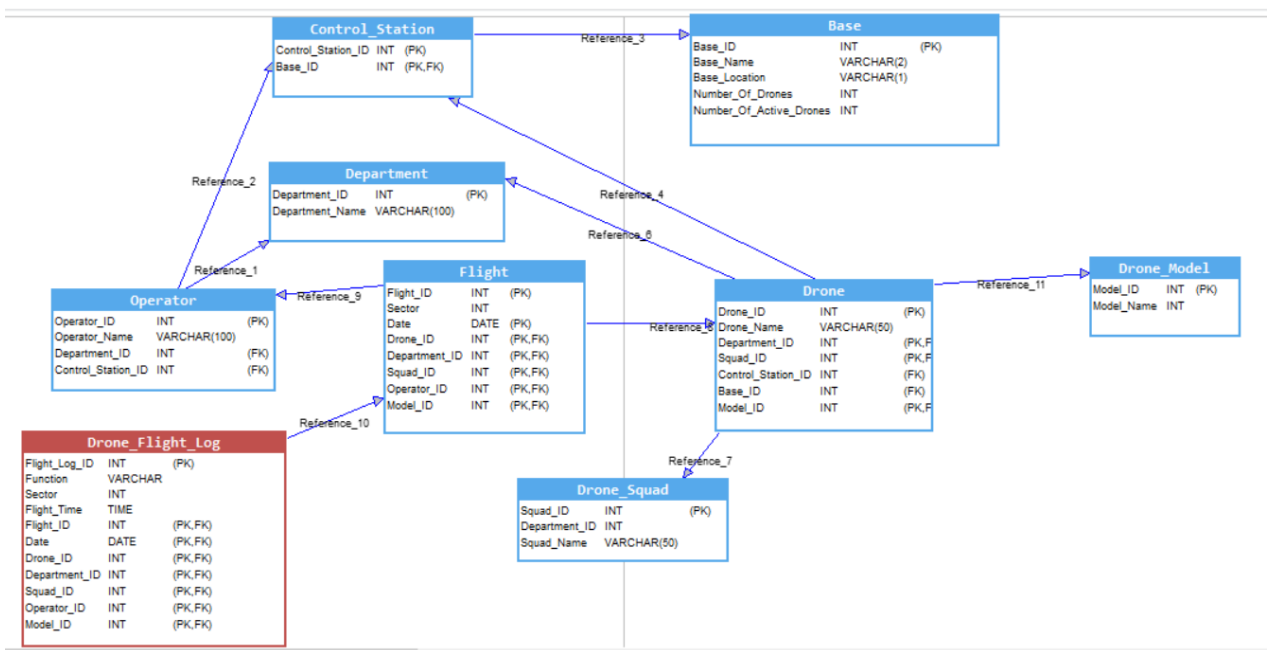 Control_Station
Control_Station_ID INT (PK)
Base_ID INT (PK,FK)
Reference_3
Base
Base_ID INT (PK)
Base_Name VARCHAR(2)
Base_Location VARCHAR(1)
Number_Of_Drones INT
Number_Of_Active_Drones INT
Reference_2
Department
Department_ID INT (PK)
Department_Name VARCHAR(100)
Reference_4
Reference_6
Reference_1
Operator
Operator_ID INT (PK)
Operator_Name VARCHAR(100)
Department_ID INT (FK)
Control_Station_ID INT (FK)
Reference_9
Flight
Flight_ID INT (PK)
Sector INT
Date DATE (PK)
Drone_ID INT (PK,FK)
Department_ID INT (PK,FK)
Squad_ID INT (PK,FK)
Operator_ID INT (PK,FK)
Model_ID INT (PK,FK)
Drone
Drone_ID INT (PK)
Drone_Name VARCHAR(50)
Department_ID INT (PK,F
Squad_ID INT (PK,F
Control_Station_ID INT (FK)
Base_ID INT (FK)
Model_ID INT (PK,F
Reference_11
Drone_Model
Model_ID INT (PK)
Model_Name INT
Reference_10
Drone_Flight_Log
Flight_Log_ID INT (PK)
Function VARCHAR
Sector INT
Flight_Time TIME
Flight_ID INT (PK,FK)
Date DATE (PK,FK)
Drone_ID INT (PK,FK)
Department_ID INT (PK,FK)
Squad_ID INT (PK,FK)
Operator_ID INT (PK,FK)
Model_ID INT (PK,FK)
Reference_7
Drone_Squad
Squad_ID INT (PK)
Department_ID INT
Squad_Name VARCHAR(50)